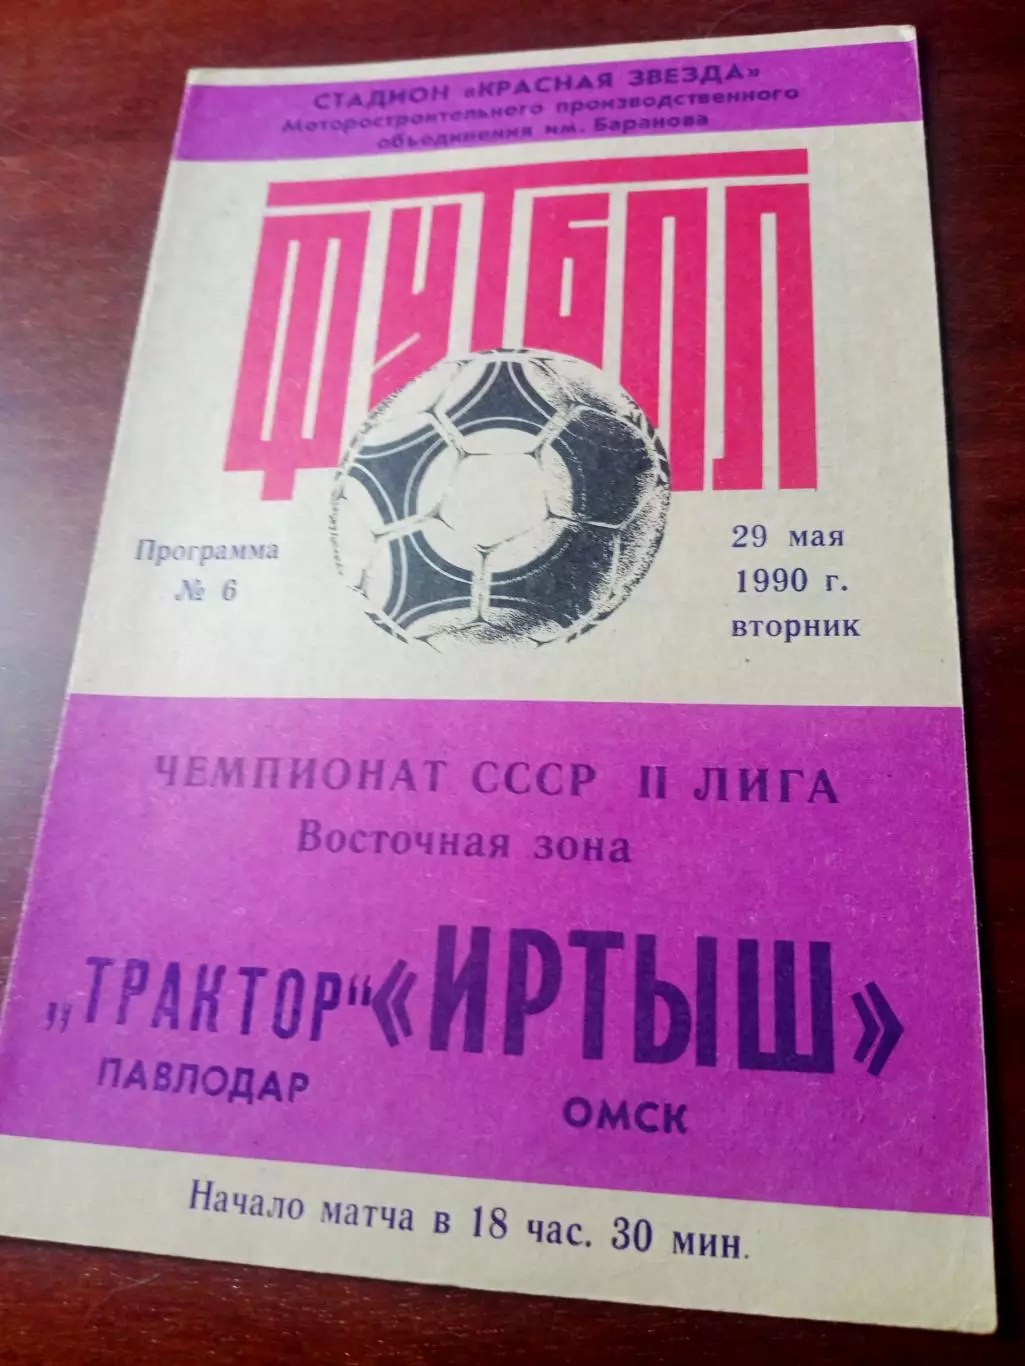 СТАДИОН «КРАСНАЯ ЗВЕЗДА»
Моторостроительного производственного
объединения им. Баранова
ФУТБОЛ
Программа
№ 6
29 мая
1990 г.
вторник
ЧЕМПИОНАТ СССР II ЛИГА
Восточная зона
„ТРАКТОР“ «ИРТЫШ»
ПАВЛОДАР
ОМСК
Начало матча в 18 час. 30 мин.